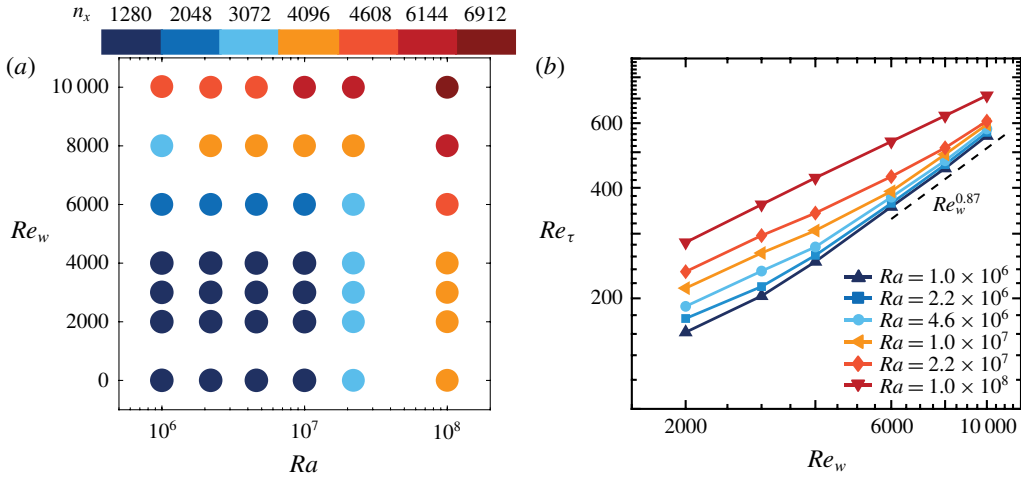 n_x 1280 2048 3072 4096 4608 6144 6912
(a) (b)
10 000
8000
6000
4000
2000
0
Re_w
10^6 10^7 10^8
Ra
600
400
200
Re_τ
Re_w^0.87
Ra = 1.0 × 10^6
Ra = 2.2 × 10^6
Ra = 4.6 × 10^6
Ra = 1.0 × 10^7
Ra = 2.2 × 10^7
Ra = 1.0 × 10^8
2000 6000 10 000
Re_w